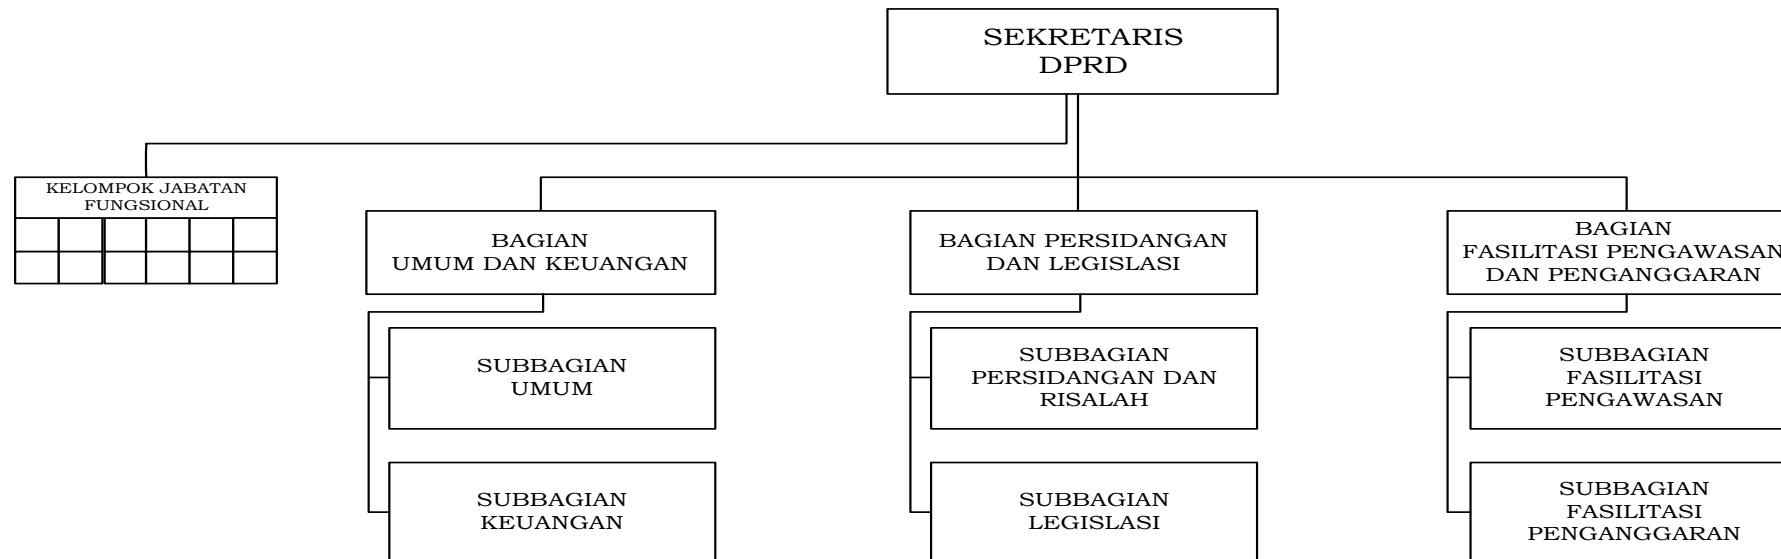 SEKRETARIS
DPRD
KELOMPOK JABATAN
FUNGSIONAL
BAGIAN
UMUM DAN KEUANGAN
BAGIAN PERSIDANGAN
DAN LEGISLASI
BAGIAN
FASILITASI PENGAWASAN
DAN PENGANGGARAN
SUBBAGIAN
UMUM
SUBBAGIAN
PERSIDANGAN DAN
RISALAH
SUBBAGIAN
FASILITASI
PENGAWASAN
SUBBAGIAN
KEUANGAN
SUBBAGIAN
LEGISLASI
SUBBAGIAN
FASILITASI
PENGANGGARAN